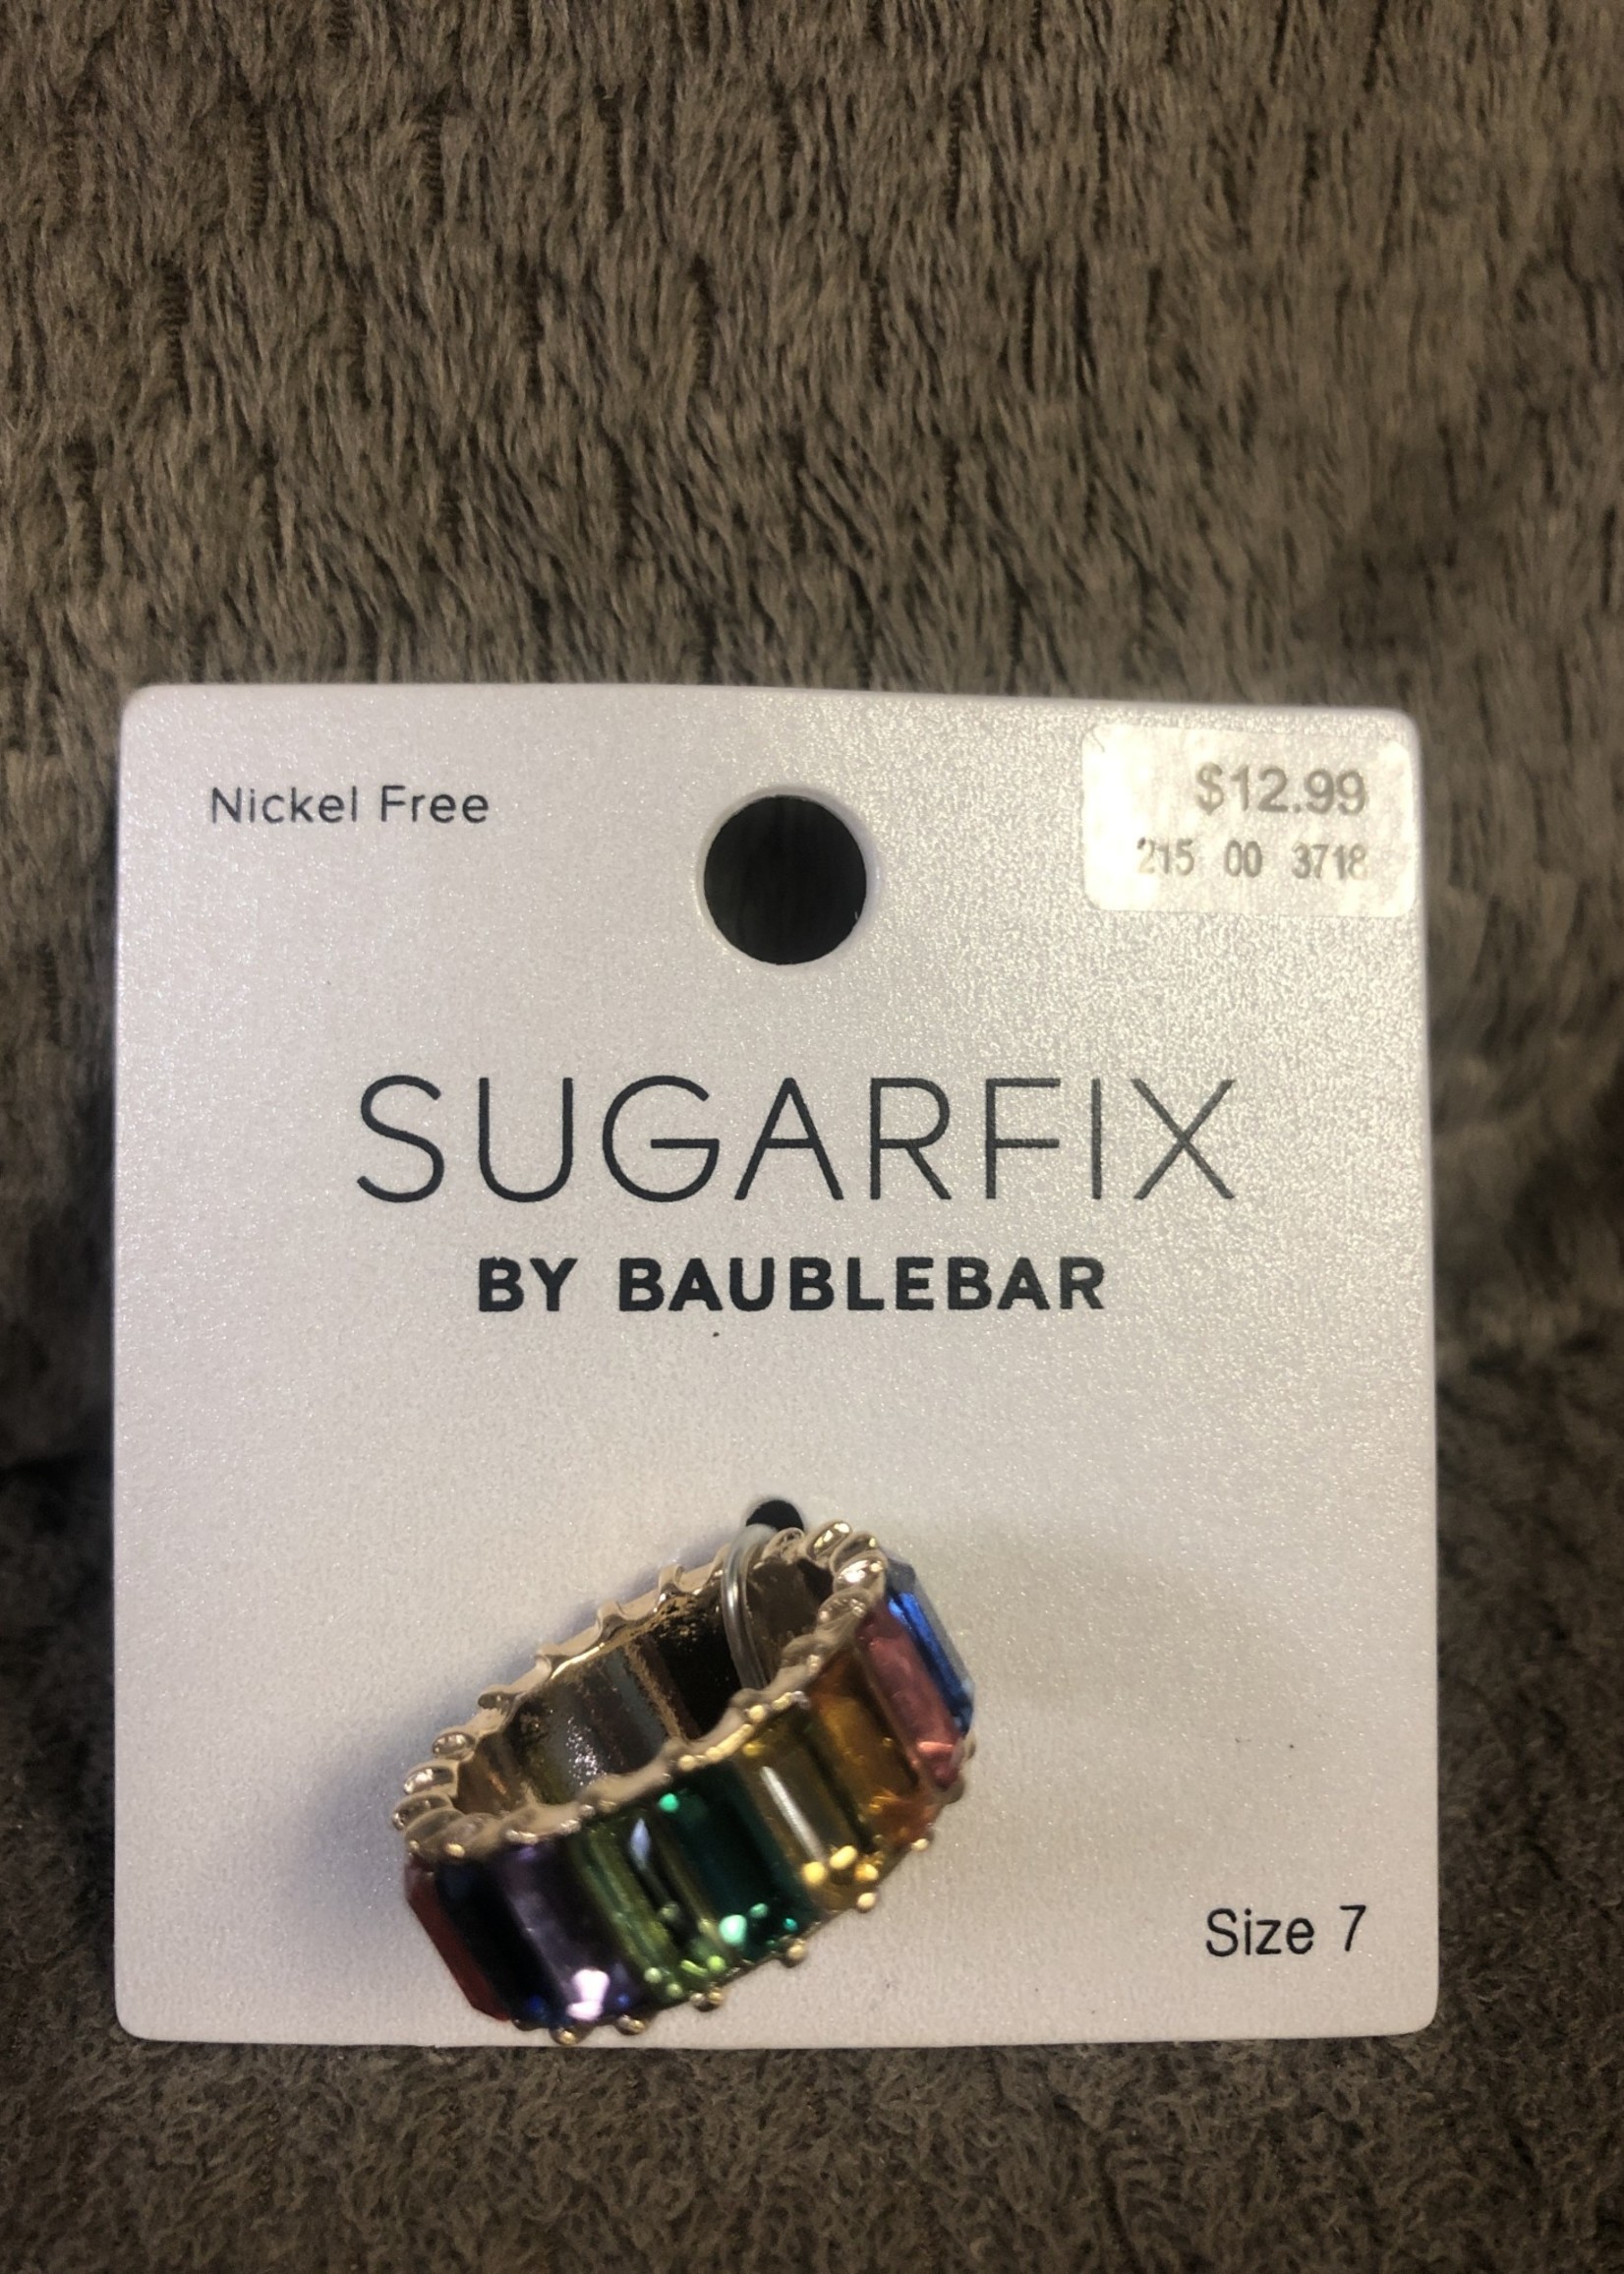 Nickel Free
$12.99
215 00 3718
SUGARFIX
BY BAUBLEBAR
Size 7